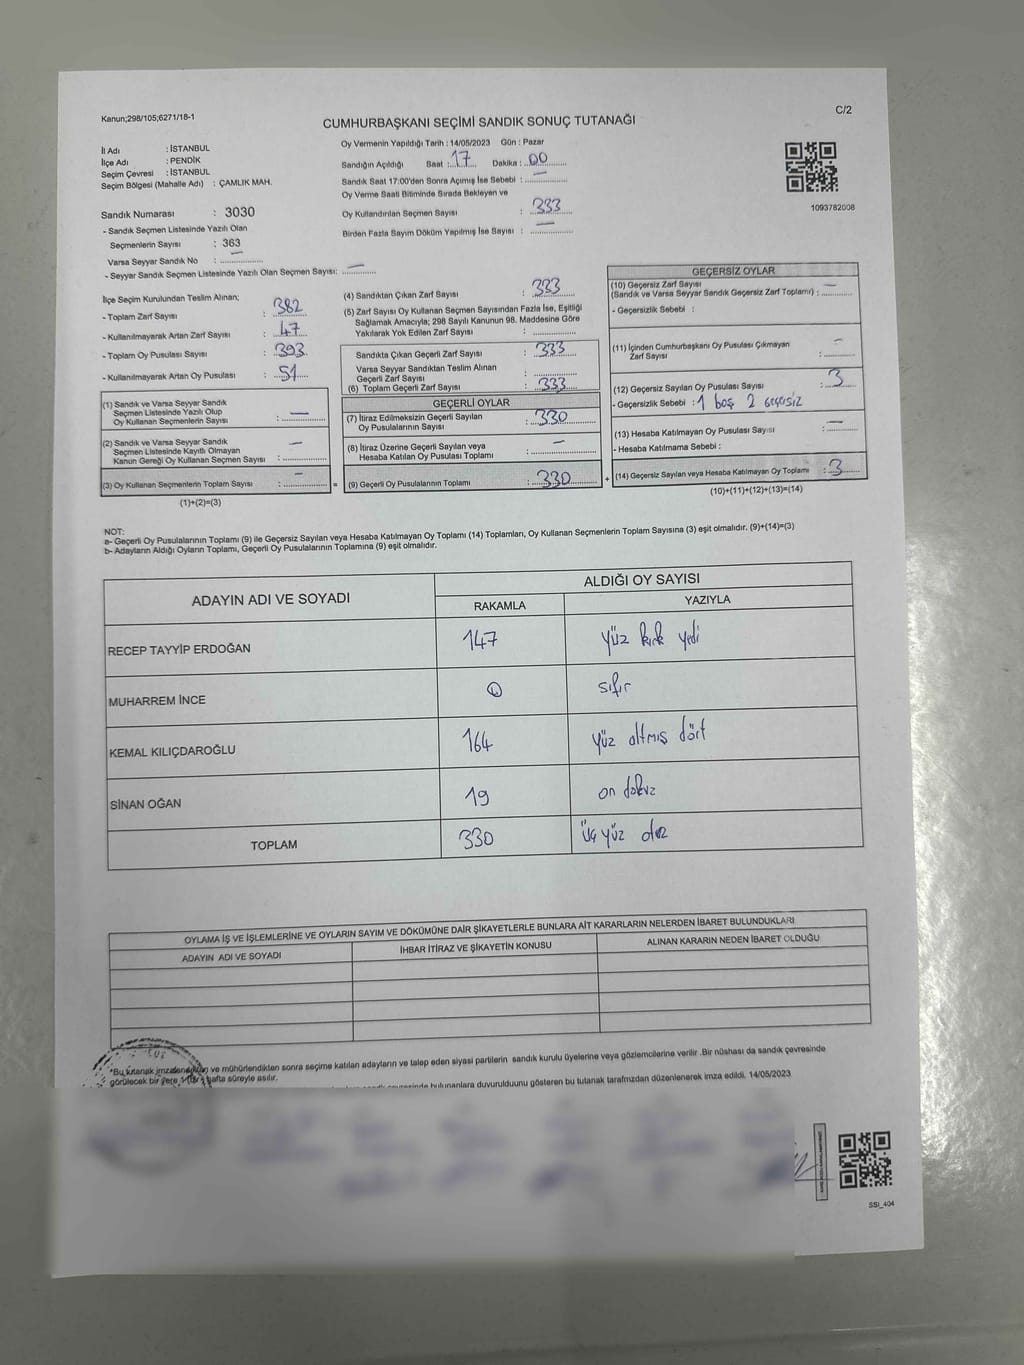 Kanun;298/105;6271/18-1
C/2
CUMHURBAŞKANI SEÇİMİ SANDIK SONUÇ TUTANAĞI
İl Adı : İSTANBUL
İlçe Adı : PENDİK
Seçim Çevresi : İSTANBUL
Seçim Bölgesi (Mahalle Adı) : ÇAMLIK MAH.
Oy Vermenin Yapıldığı Tarih : 14/05/2023 Gün : Pazar
Sandığın Açıldığı Saat : 17 Dakika : 00
Sandık Saat 17:00'den Sonra Açılmış İse Sebebi : —
Oy Verme Saati Bitiminde Sırada Bekleyen ve
Oy Kullandırılan Seçmen Sayısı : 333
Birden Fazla Sayım Döküm Yapılmış İse Sayısı : —
1093782008
Sandık Numarası : 3030
- Sandık Seçmen Listesinde Yazılı Olan
Seçmenlerin Sayısı : 363
Varsa Seyyar Sandık No : —
- Seyyar Sandık Seçmen Listesinde Yazılı Olan Seçmen Sayısı: —
İlçe Seçim Kurulundan Teslim Alınan;
- Toplam Zarf Sayısı : 382
- Kullanılmayarak Artan Zarf Sayısı : 47
- Toplam Oy Pusulası Sayısı : 393
- Kullanılmayarak Artan Oy Pusulası : 51
(1) Sandık ve Varsa Seyyar Sandık
Seçmen Listesinde Yazılı Olup
Oy Kullanan Seçmenlerin Sayısı : —
(2) Sandık ve Varsa Seyyar Sandık
Seçmen Listesinde Kayıtlı Olmayan
Kanun Gereği Oy Kullanan Seçmen Sayısı : —
(3) Oy Kullanan Seçmenlerin Toplam Sayısı : —
(1)+(2)=(3)
(4) Sandıktan Çıkan Zarf Sayısı : 333
(5) Zarf Sayısı Oy Kullanan Seçmen Sayısından Fazla İse, Eşitliği
Sağlamak Amacıyla; 298 Sayılı Kanunun 98. Maddesine Göre
Yakılarak Yok Edilen Zarf Sayısı :
Sandıkta Çıkan Geçerli Zarf Sayısı : 333
Varsa Seyyar Sandıktan Teslim Alınan
Geçerli Zarf Sayısı :
(6) Toplam Geçerli Zarf Sayısı : 333
GEÇERLİ OYLAR
(7) İtiraz Edilmeksizin Geçerli Sayılan
Oy Pusulalarının Sayısı : 330
(8) İtiraz Üzerine Geçerli Sayılan veya
Hesaba Katılan Oy Pusulası Toplamı : —
= (9) Geçerli Oy Pusulalarının Toplamı : 330
GEÇERSİZ OYLAR
(10) Geçersiz Zarf Sayısı
(Sandık ve Varsa Seyyar Sandık Geçersiz Zarf Toplamı) : —
- Geçersizlik Sebebi :
(11) İçinden Cumhurbaşkanı Oy Pusulası Çıkmayan
Zarf Sayısı : —
(12) Geçersiz Sayılan Oy Pusulası Sayısı : 3
- Geçersizlik Sebebi : 1 boş 2 geçersiz
(13) Hesaba Katılmayan Oy Pusulası Sayısı : —
- Hesaba Katılmama Sebebi :
+ (14) Geçersiz Sayılan veya Hesaba Katılmayan Oy Toplamı : 3
(10)+(11)+(12)+(13)=(14)
NOT:
a- Geçerli Oy Pusulalarının Toplamı (9) ile Geçersiz Sayılan veya Hesaba Katılmayan Oy Toplamı (14) Toplamları, Oy Kullanan Seçmenlerin Toplam Sayısına (3) eşit olmalıdır. (9)+(14)=(3)
b- Adayların Aldığı Oyların Toplamı, Geçerli Oy Pusulalarının Toplamına (9) eşit olmalıdır.
ADAYIN ADI VE SOYADI
ALDIĞI OY SAYISI
RAKAMLA YAZIYLA
RECEP TAYYİP ERDOĞAN 147 yüz kırk yedi
MUHARREM İNCE 0 sıfır
KEMAL KILIÇDAROĞLU 164 yüz altmış dört
SİNAN OĞAN 19 on dokuz
TOPLAM 330 üç yüz otuz
OYLAMA İŞ VE İŞLEMLERİNE VE OYLARIN SAYIM VE DÖKÜMÜNE DAİR ŞİKAYETLERLE BUNLARA AİT KARARLARIN NELERDEN İBARET BULUNDUKLARI
ADAYIN ADI VE SOYADI İHBAR İTİRAZ VE ŞİKAYETİN KONUSU ALINAN KARARIN NEDEN İBARET OLDUĞU
*Bu tutanak imzalandıktan ve mühürlendikten sonra seçime katılan adayların ve talep eden siyasi partilerin sandık kurulu üyelerine veya gözlemcilerine verilir .Bir nüshası da sandık çevresinde
görülecek bir yere 1(bir) hafta süreyle asılır.
bulunanlara duyurulduunu gösteren bu tutanak tarafımzdan düzenlenerek imza edildi. 14/05/2023
SSI_404